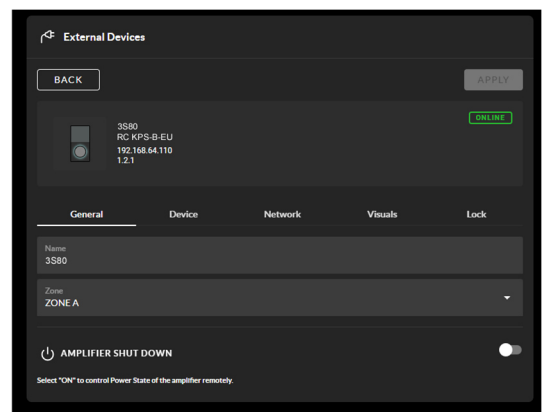 External Devices
BACK
APPLY
3S80
RC KPS-B-EU
192.168.64.110
1.2.1
ONLINE
General Device Network Visuals Lock
Name
3S80
Zone
ZONE A
AMPLIFIER SHUT DOWN
Select "ON" to control Power State of the amplifier remotely.